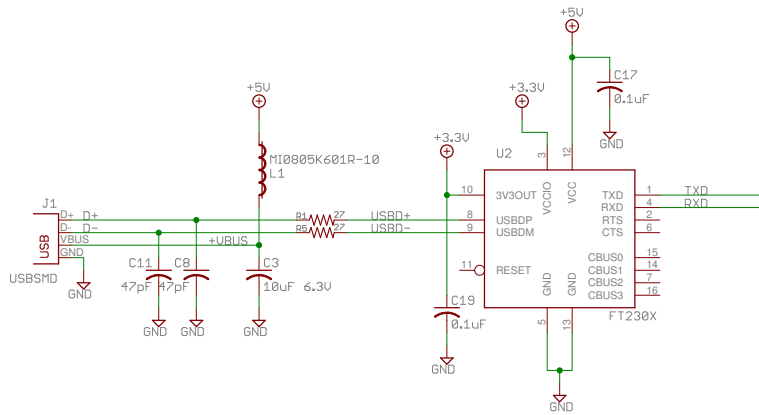 +5V
C17
0.1uF
GND
+3.3V
+5V
+3.3V
MI0805K601R-10
L1
U2
3
12
VCCIO
VCC
J1
USB
USBSMD
D+ D+
D- D-
VBUS
+VBUS
GND
GND
R1 27 USBD+
R5 27 USBD-
10 3V3OUT
8 USBDP
9 USBDM
11 RESET
TXD 1 TXD
RXD 4 RXD
RTS 2
CTS 6
CBUS0 15
CBUS1 14
CBUS2 7
CBUS3 16
GND
GND
5
13
FT230X
C11
47pF
GND
C8
47pF
GND
C3
10uF 6.3V
GND
C19
0.1uF
GND
GND